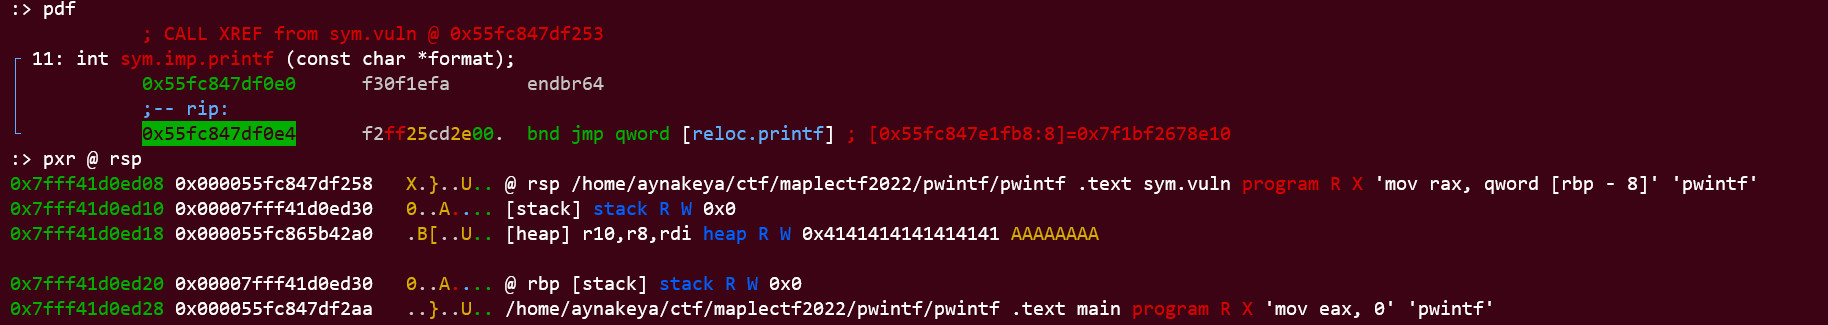 :> pdf
; CALL XREF from sym.vuln @ 0x55fc847df253
11: int sym.imp.printf (const char *format);
0x55fc847df0e0 f30f1efa endbr64
;-- rip:
0x55fc847df0e4 f2ff25cd2e00. bnd jmp qword [reloc.printf] ; [0x55fc847e1fb8:8]=0x7f1bf2678e10
:> pxr @ rsp
0x7fff41d0ed08 0x000055fc847df258 X.}..U.. @ rsp /home/aynakeya/ctf/maplectf2022/pwintf/pwintf .text sym.vuln program R X 'mov rax, qword [rbp - 8]' 'pwintf'
0x7fff41d0ed10 0x00007fff41d0ed30 0..A.... [stack] stack R W 0x0
0x7fff41d0ed18 0x000055fc865b42a0 .B[..U.. [heap] r10,r8,rdi heap R W 0x4141414141414141 AAAAAAAA
0x7fff41d0ed20 0x00007fff41d0ed30 0..A.... @ rbp [stack] stack R W 0x0
0x7fff41d0ed28 0x000055fc847df2aa ..}..U.. /home/aynakeya/ctf/maplectf2022/pwintf/pwintf .text main program R X 'mov eax, 0' 'pwintf'